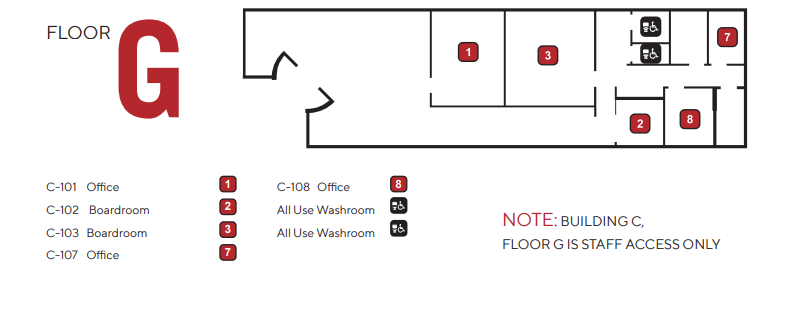 FLOOR
G
1
3
7
2
8
C-101 Office 1
C-102 Boardroom 2
C-103 Boardroom 3
C-107 Office 7
C-108 Office 8
All Use Washroom
All Use Washroom
NOTE: BUILDING C,
FLOOR G IS STAFF ACCESS ONLY